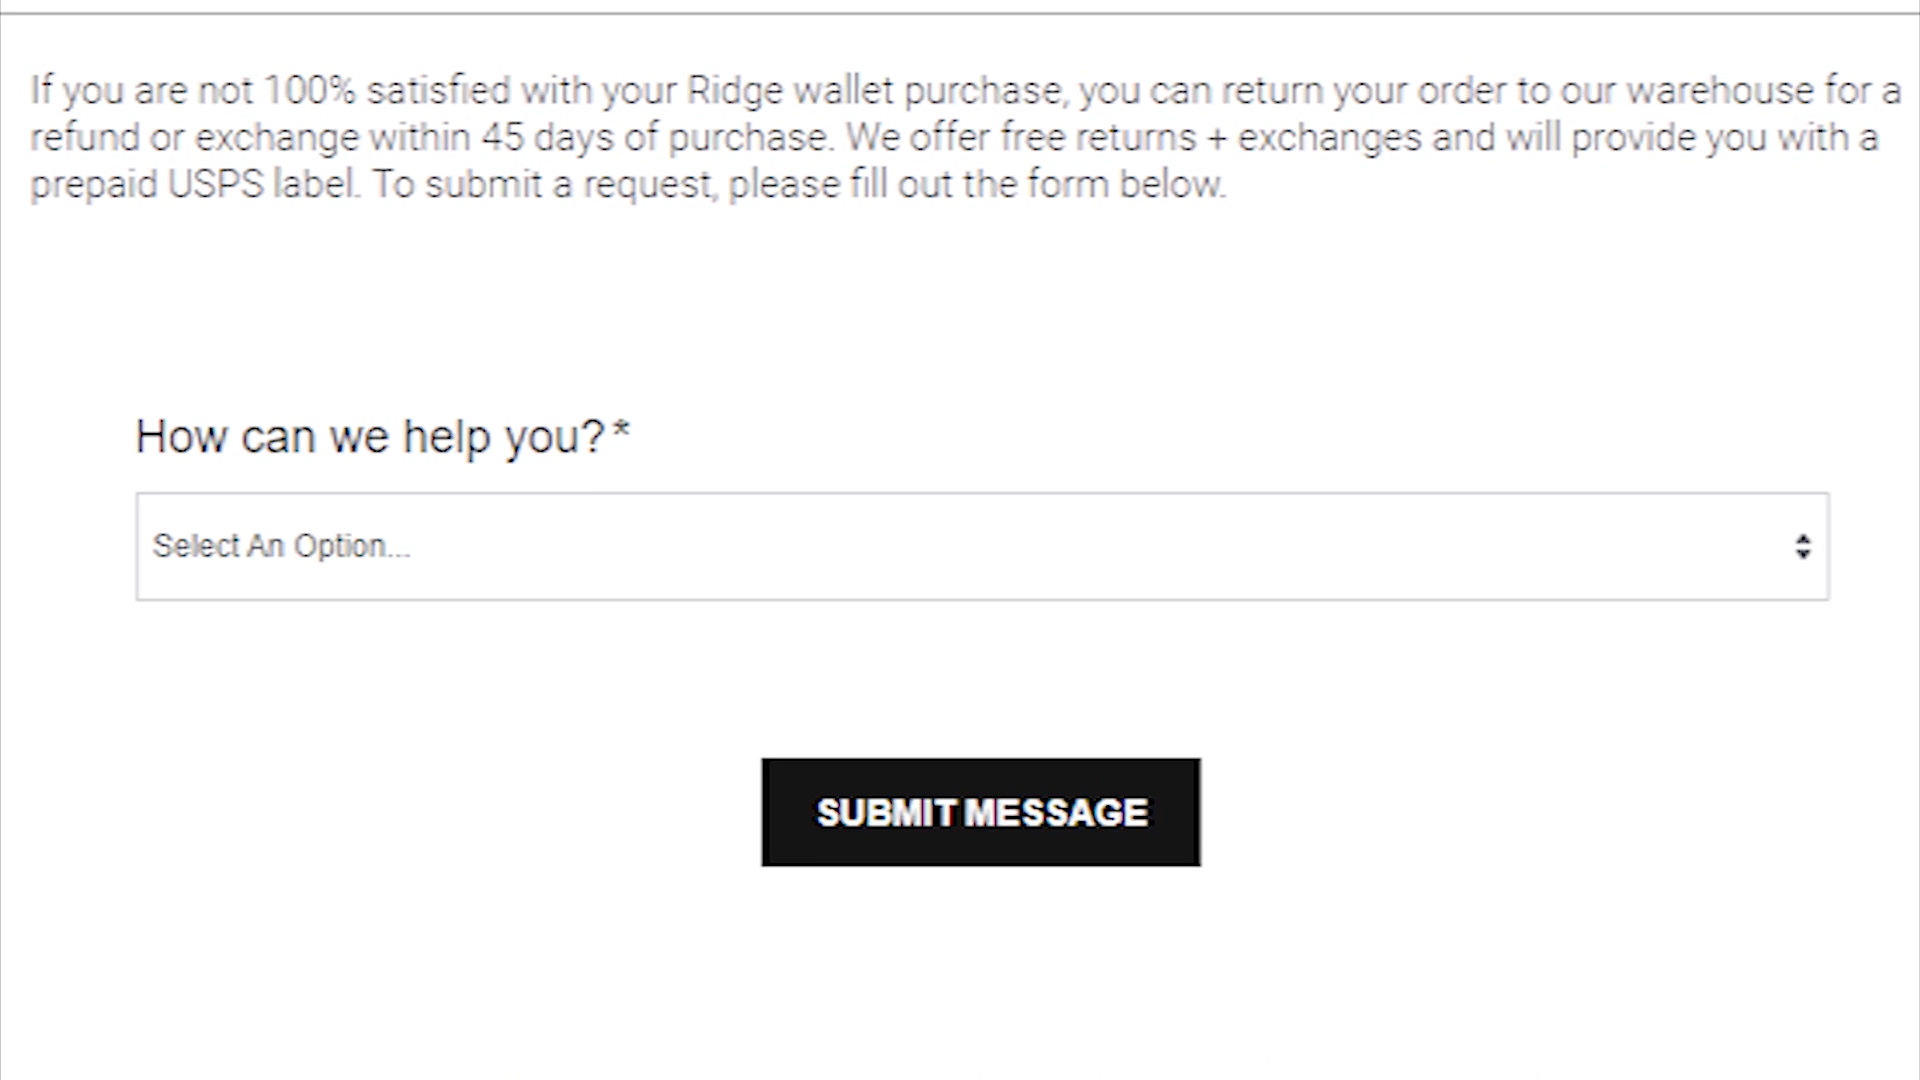 If you are not 100% satisfied with your Ridge wallet purchase, you can return your order to our warehouse for a
refund or exchange within 45 days of purchase. We offer free returns + exchanges and will provide you with a
prepaid USPS label. To submit a request, please fill out the form below.
How can we help you?*
Select An Option...
SUBMIT MESSAGE